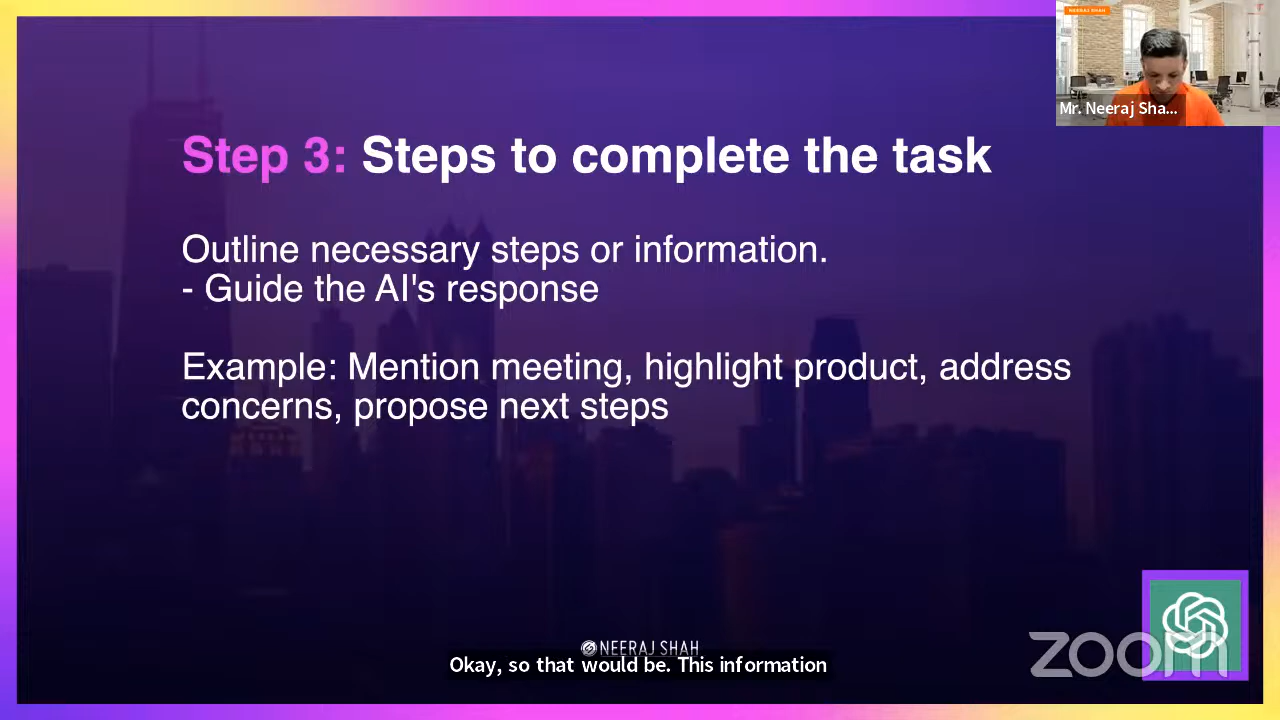 NEERAJ SHAH
Mr. Neeraj Sha...
Step 3: Steps to complete the task
Outline necessary steps or information.
- Guide the AI's response
Example: Mention meeting, highlight product, address
concerns, propose next steps
NEERAJ SHAH
Okay, so that would be. This information
zoom